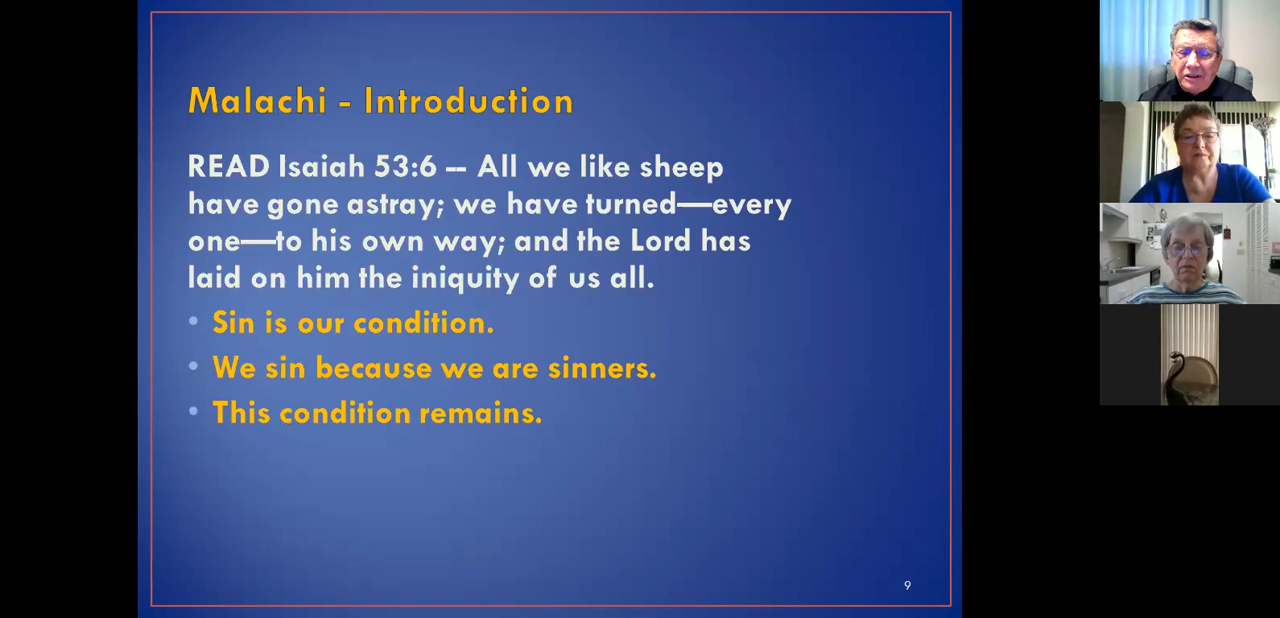 Malachi - Introduction
READ Isaiah 53:6 -- All we like sheep
have gone astray; we have turned—every
one—to his own way; and the Lord has
laid on him the iniquity of us all.
• Sin is our condition.
• We sin because we are sinners.
• This condition remains.
9